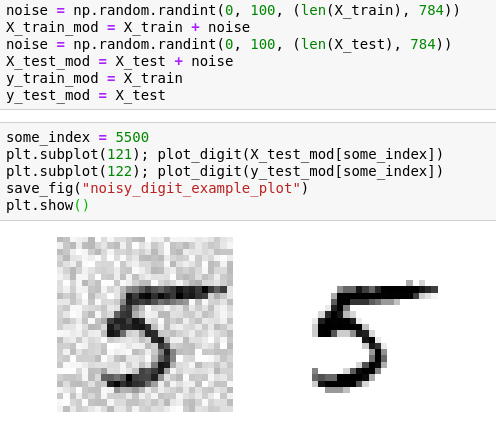 noise = np.random.randint(0, 100, (len(X_train), 784))
X_train_mod = X_train + noise
noise = np.random.randint(0, 100, (len(X_test), 784))
X_test_mod = X_test + noise
y_train_mod = X_train
y_test_mod = X_test
some_index = 5500
plt.subplot(121); plot_digit(X_test_mod[some_index])
plt.subplot(122); plot_digit(y_test_mod[some_index])
save_fig("noisy_digit_example_plot")
plt.show()
5 5